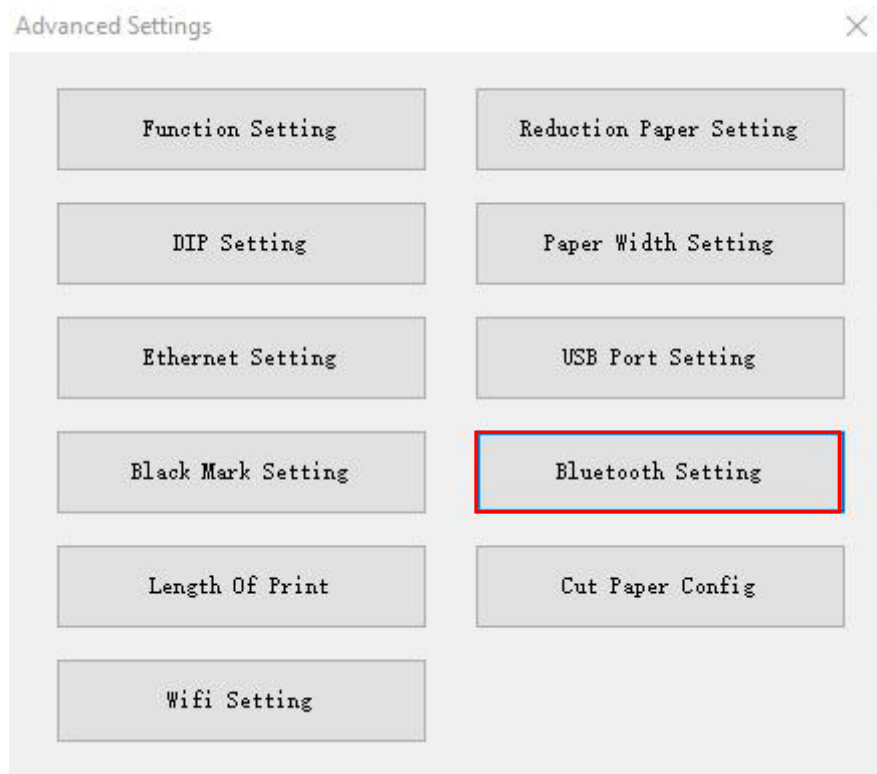 Advanced Settings
Function Setting
Reduction Paper Setting
DIP Setting
Paper Width Setting
Ethernet Setting
USB Port Setting
Black Mark Setting
Bluetooth Setting
Length Of Print
Cut Paper Config
Wifi Setting